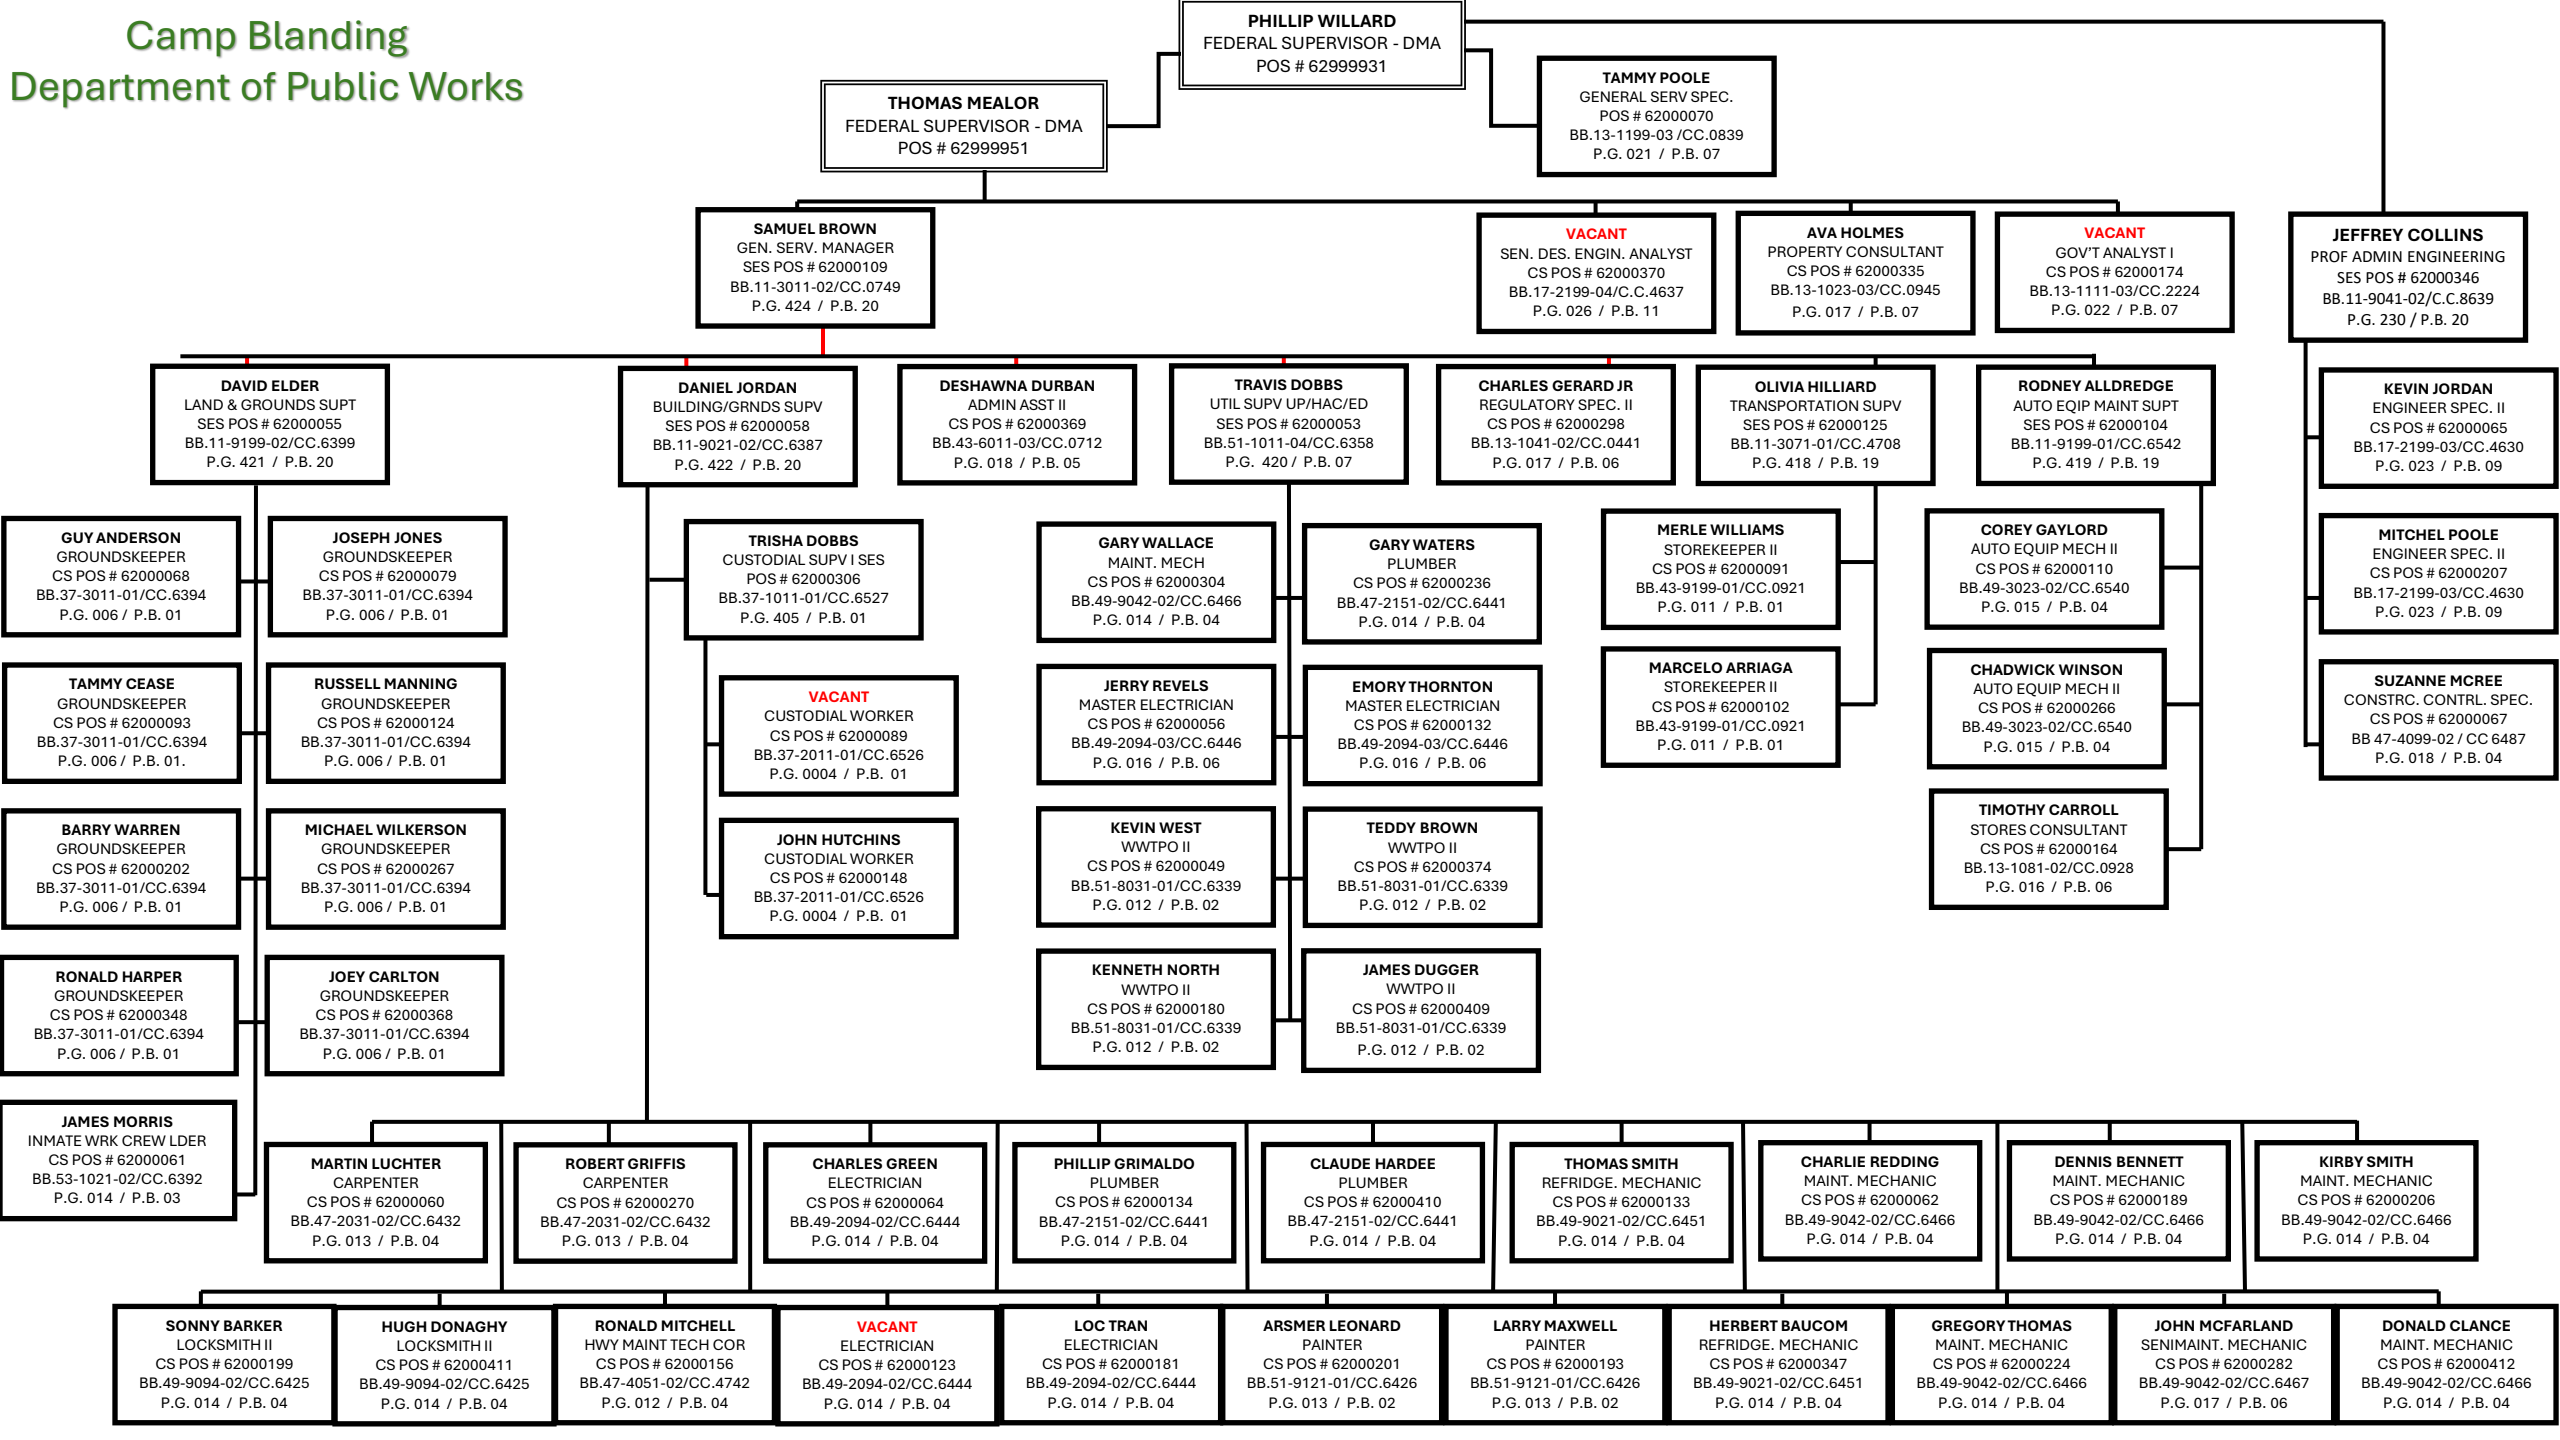 Camp Blanding
Department of Public Works
PHILLIP WILLARD
FEDERAL SUPERVISOR - DMA
POS # 62999931
TAMMY POOLE
GENERAL SERV SPEC.
POS # 62000070
BB.13-1199-03 /CC.0839
P.G. 021 / P.B. 07
THOMAS MEALOR
FEDERAL SUPERVISOR - DMA
POS # 62999951
SAMUEL BROWN
GEN. SERV. MANAGER
SES POS # 62000109
BB.11-3011-02/CC.0749
P.G. 424 / P.B. 20
VACANT
SEN. DES. ENGIN. ANALYST
CS POS # 62000370
BB.17-2199-04/C.C.4637
P.G. 026 / P.B. 11
AVA HOLMES
PROPERTY CONSULTANT
CS POS # 62000335
BB.13-1023-03/CC.0945
P.G. 017 / P.B. 07
VACANT
GOV'T ANALYST I
CS POS # 62000174
BB.13-1111-03/CC.2224
P.G. 022 / P.B. 07
JEFFREY COLLINS
PROF ADMIN ENGINEERING
SES POS # 62000346
BB.11-9041-02/C.C.8639
P.G. 230 / P.B. 20
DAVID ELDER
LAND & GROUNDS SUPT
SES POS # 62000055
BB.11-9199-02/CC.6399
P.G. 421 / P.B. 20
DANIEL JORDAN
BUILDING/GRNDS SUPV
SES POS # 62000058
BB.11-9021-02/CC.6387
P.G. 422 / P.B. 20
DESHAWNA DURBAN
ADMIN ASST II
CS POS # 62000369
BB.43-6011-03/CC.0712
P.G. 018 / P.B. 05
TRAVIS DOBBS
UTIL SUPV UP/HAC/ED
SES POS # 62000053
BB.51-1011-04/CC.6358
P.G. 420 / P.B. 07
CHARLES GERARD JR
REGULATORY SPEC. II
CS POS # 62000298
BB.13-1041-02/CC.0441
P.G. 017 / P.B. 06
OLIVIA HILLIARD
TRANSPORTATION SUPV
SES POS # 62000125
BB.11-3071-01/CC.4708
P.G. 418 / P.B. 19
RODNEY ALLDREDGE
AUTO EQIP MAINT SUPT
SES POS # 62000104
BB.11-9199-01/CC.6542
P.G. 419 / P.B. 19
KEVIN JORDAN
ENGINEER SPEC. II
CS POS # 62000065
BB.17-2199-03/CC.4630
P.G. 023 / P.B. 09
GUY ANDERSON
GROUNDSKEEPER
CS POS # 62000068
BB.37-3011-01/CC.6394
P.G. 006 / P.B. 01
JOSEPH JONES
GROUNDSKEEPER
CS POS # 62000079
BB.37-3011-01/CC.6394
P.G. 006 / P.B. 01
TRISHA DOBBS
CUSTODIAL SUPV I SES
POS # 62000306
BB.37-1011-01/CC.6527
P.G. 405 / P.B. 01
GARY WALLACE
MAINT. MECH
CS POS # 62000304
BB.49-9042-02/CC.6466
P.G. 014 / P.B. 04
GARY WATERS
PLUMBER
CS POS # 62000236
BB.47-2151-02/CC.6441
P.G. 014 / P.B. 04
MERLE WILLIAMS
STOREKEEPER II
CS POS # 62000091
BB.43-9199-01/CC.0921
P.G. 011 / P.B. 01
COREY GAYLORD
AUTO EQUIP MECH II
CS POS # 62000110
BB.49-3023-02/CC.6540
P.G. 015 / P.B. 04
MITCHEL POOLE
ENGINEER SPEC. II
CS POS # 62000207
BB.17-2199-03/CC.4630
P.G. 023 / P.B. 09
TAMMY CEASE
GROUNDSKEEPER
CS POS # 62000093
BB.37-3011-01/CC.6394
P.G. 006 / P.B. 01.
RUSSELL MANNING
GROUNDSKEEPER
CS POS # 62000124
BB.37-3011-01/CC.6394
P.G. 006 / P.B. 01
VACANT
CUSTODIAL WORKER
CS POS # 62000089
BB.37-2011-01/CC.6526
P.G. 0004 / P.B. 01
JERRY REVELS
MASTER ELECTRICIAN
CS POS # 62000056
BB.49-2094-03/CC.6446
P.G. 016 / P.B. 06
EMORY THORNTON
MASTER ELECTRICIAN
CS POS # 62000132
BB.49-2094-03/CC.6446
P.G. 016 / P.B. 06
MARCELO ARRIAGA
STOREKEEPER II
CS POS # 62000102
BB.43-9199-01/CC.0921
P.G. 011 / P.B. 01
CHADWICK WINSON
AUTO EQUIP MECH II
CS POS # 62000266
BB.49-3023-02/CC.6540
P.G. 015 / P.B. 04
SUZANNE MCREE
CONSTRC. CONTRL. SPEC.
CS POS # 62000067
BB 47-4099-02 / CC 6487
P.G. 018 / P.B. 04
BARRY WARREN
GROUNDSKEEPER
CS POS # 62000202
BB.37-3011-01/CC.6394
P.G. 006 / P.B. 01
MICHAEL WILKERSON
GROUNDSKEEPER
CS POS # 62000267
BB.37-3011-01/CC.6394
P.G. 006 / P.B. 01
JOHN HUTCHINS
CUSTODIAL WORKER
CS POS # 62000148
BB.37-2011-01/CC.6526
P.G. 0004 / P.B. 01
KEVIN WEST
WWTPO II
CS POS # 62000049
BB.51-8031-01/CC.6339
P.G. 012 / P.B. 02
TEDDY BROWN
WWTPO II
CS POS # 62000374
BB.51-8031-01/CC.6339
P.G. 012 / P.B. 02
TIMOTHY CARROLL
STORES CONSULTANT
CS POS # 62000164
BB.13-1081-02/CC.0928
P.G. 016 / P.B. 06
RONALD HARPER
GROUNDSKEEPER
CS POS # 62000348
BB.37-3011-01/CC.6394
P.G. 006 / P.B. 01
JOEY CARLTON
GROUNDSKEEPER
CS POS # 62000368
BB.37-3011-01/CC.6394
P.G. 006 / P.B. 01
KENNETH NORTH
WWTPO II
CS POS # 62000180
BB.51-8031-01/CC.6339
P.G. 012 / P.B. 02
JAMES DUGGER
WWTPO II
CS POS # 62000409
BB.51-8031-01/CC.6339
P.G. 012 / P.B. 02
JAMES MORRIS
INMATE WRK CREW LDER
CS POS # 62000061
BB.53-1021-02/CC.6392
P.G. 014 / P.B. 03
MARTIN LUCHTER
CARPENTER
CS POS # 62000060
BB.47-2031-02/CC.6432
P.G. 013 / P.B. 04
ROBERT GRIFFIS
CARPENTER
CS POS # 62000270
BB.47-2031-02/CC.6432
P.G. 013 / P.B. 04
CHARLES GREEN
ELECTRICIAN
CS POS # 62000064
BB.49-2094-02/CC.6444
P.G. 014 / P.B. 04
PHILLIP GRIMALDO
PLUMBER
CS POS # 62000134
BB.47-2151-02/CC.6441
P.G. 014 / P.B. 04
CLAUDE HARDEE
PLUMBER
CS POS # 62000410
BB.47-2151-02/CC.6441
P.G. 014 / P.B. 04
THOMAS SMITH
REFRIDGE. MECHANIC
CS POS # 62000133
BB.49-9021-02/CC.6451
P.G. 014 / P.B. 04
CHARLIE REDDING
MAINT. MECHANIC
CS POS # 62000062
BB.49-9042-02/CC.6466
P.G. 014 / P.B. 04
DENNIS BENNETT
MAINT. MECHANIC
CS POS # 62000189
BB.49-9042-02/CC.6466
P.G. 014 / P.B. 04
KIRBY SMITH
MAINT. MECHANIC
CS POS # 62000206
BB.49-9042-02/CC.6466
P.G. 014 / P.B. 04
SONNY BARKER
LOCKSMITH II
CS POS # 62000199
BB.49-9094-02/CC.6425
P.G. 014 / P.B. 04
HUGH DONAGHY
LOCKSMITH II
CS POS # 62000411
BB.49-9094-02/CC.6425
P.G. 014 / P.B. 04
RONALD MITCHELL
HWY MAINT TECH COR
CS POS # 62000156
BB.47-4051-02/CC.4742
P.G. 012 / P.B. 04
VACANT
ELECTRICIAN
CS POS # 62000123
BB.49-2094-02/CC.6444
P.G. 014 / P.B. 04
LOC TRAN
ELECTRICIAN
CS POS # 62000181
BB.49-2094-02/CC.6444
P.G. 014 / P.B. 04
ARSMER LEONARD
PAINTER
CS POS # 62000201
BB.51-9121-01/CC.6426
P.G. 013 / P.B. 02
LARRY MAXWELL
PAINTER
CS POS # 62000193
BB.51-9121-01/CC.6426
P.G. 013 / P.B. 02
HERBERT BAUCOM
REFRIDGE. MECHANIC
CS POS # 62000347
BB.49-9021-02/CC.6451
P.G. 014 / P.B. 04
GREGORY THOMAS
MAINT. MECHANIC
CS POS # 62000224
BB.49-9042-02/CC.6466
P.G. 014 / P.B. 04
JOHN MCFARLAND
SENIMAINT. MECHANIC
CS POS # 62000282
BB.49-9042-02/CC.6467
P.G. 017 / P.B. 06
DONALD CLANCE
MAINT. MECHANIC
CS POS # 62000412
BB.49-9042-02/CC.6466
P.G. 014 / P.B. 04